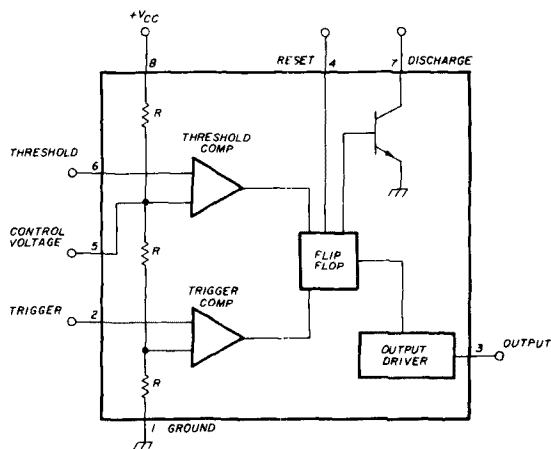 +VCC
RESET
DISCHARGE
8
4
7
R
THRESHOLD
COMP
THRESHOLD
6
CONTROL
VOLTAGE
5
R
FLIP
FLOP
TRIGGER
COMP
TRIGGER
2
OUTPUT
DRIVER
3
OUTPUT
R
1
GROUND